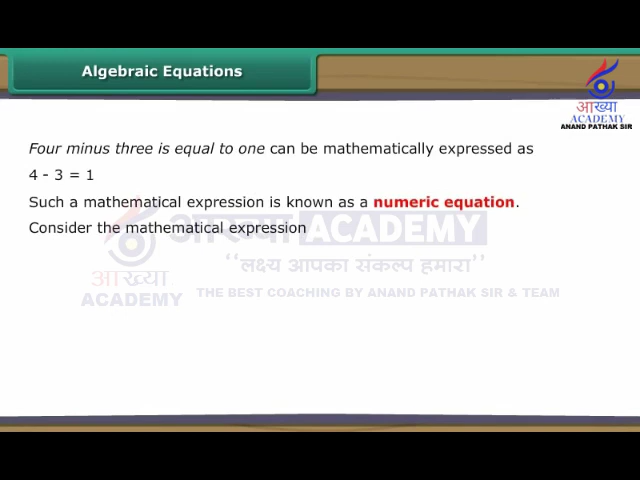 Algebraic Equations
आख्या
ACADEMY
ANAND PATHAK SIR
Four minus three is equal to one can be mathematically expressed as
4 - 3 = 1
Such a mathematical expression is known as a numeric equation.
Consider the mathematical expression
आख्या ACADEMY
‘‘लक्ष्य आपका संकल्प हमारा’’
आख्या
ACADEMY
THE BEST COACHING BY ANAND PATHAK SIR & TEAM